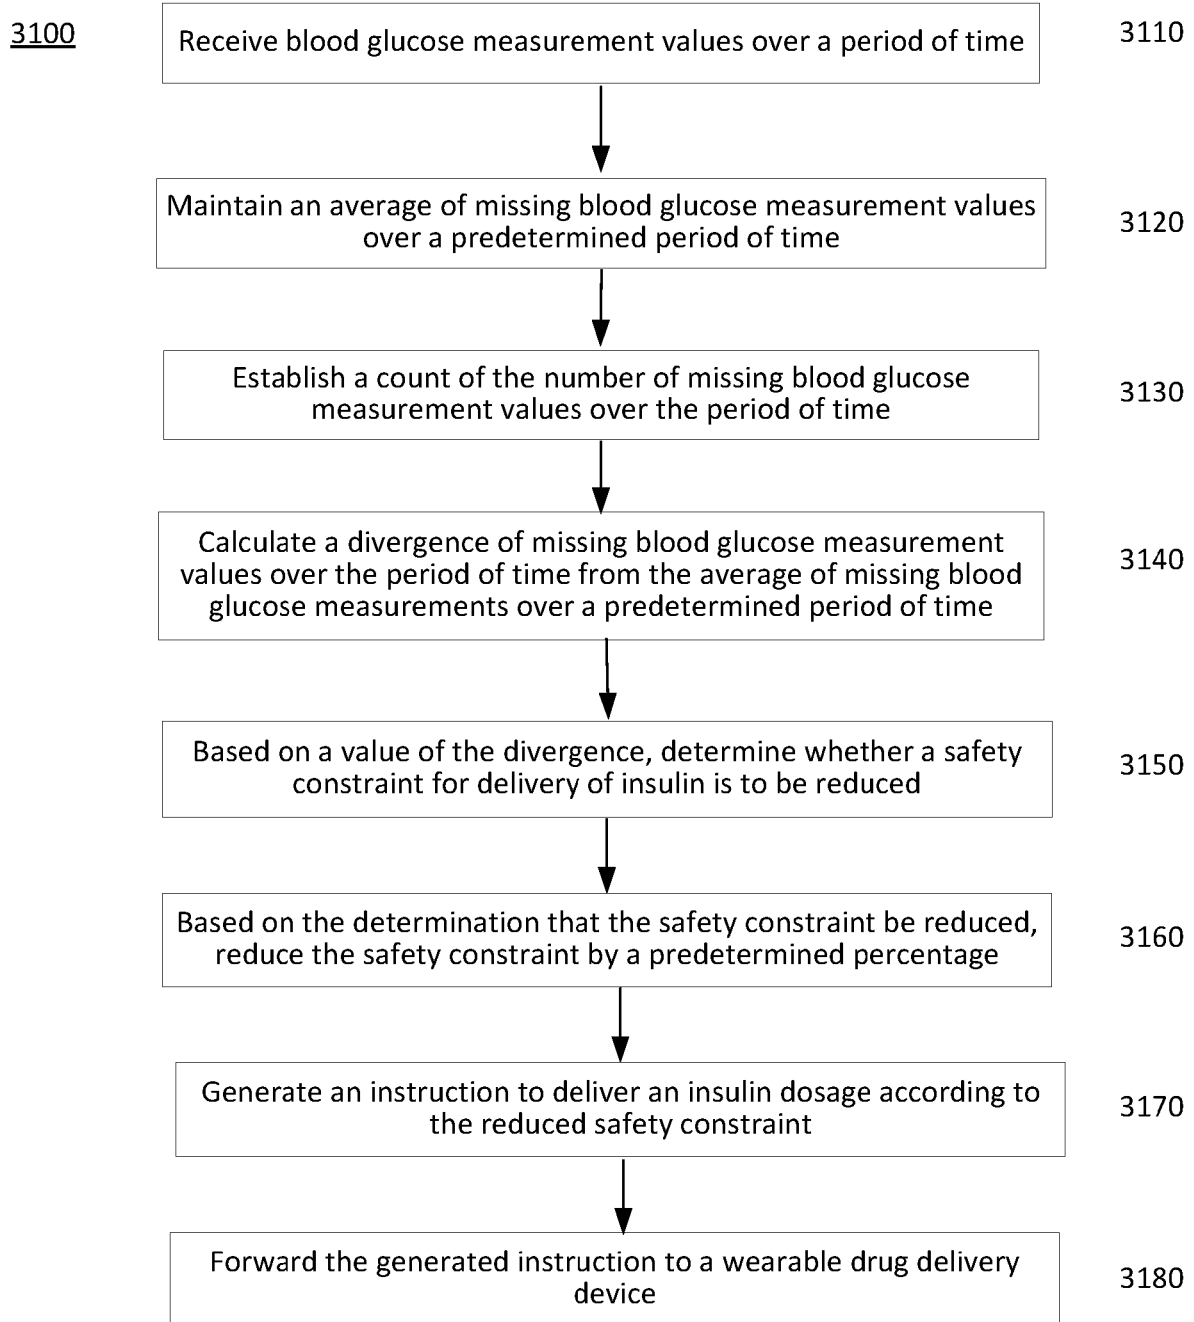 3100
Receive blood glucose measurement values over a period of time
3110
Maintain an average of missing blood glucose measurement values
over a predetermined period of time
3120
Establish a count of the number of missing blood glucose
measurement values over the period of time
3130
Calculate a divergence of missing blood glucose measurement
values over the period of time from the average of missing blood
glucose measurements over a predetermined period of time
3140
Based on a value of the divergence, determine whether a safety
constraint for delivery of insulin is to be reduced
3150
Based on the determination that the safety constraint be reduced,
reduce the safety constraint by a predetermined percentage
3160
Generate an instruction to deliver an insulin dosage according to
the reduced safety constraint
3170
Forward the generated instruction to a wearable drug delivery
device
3180